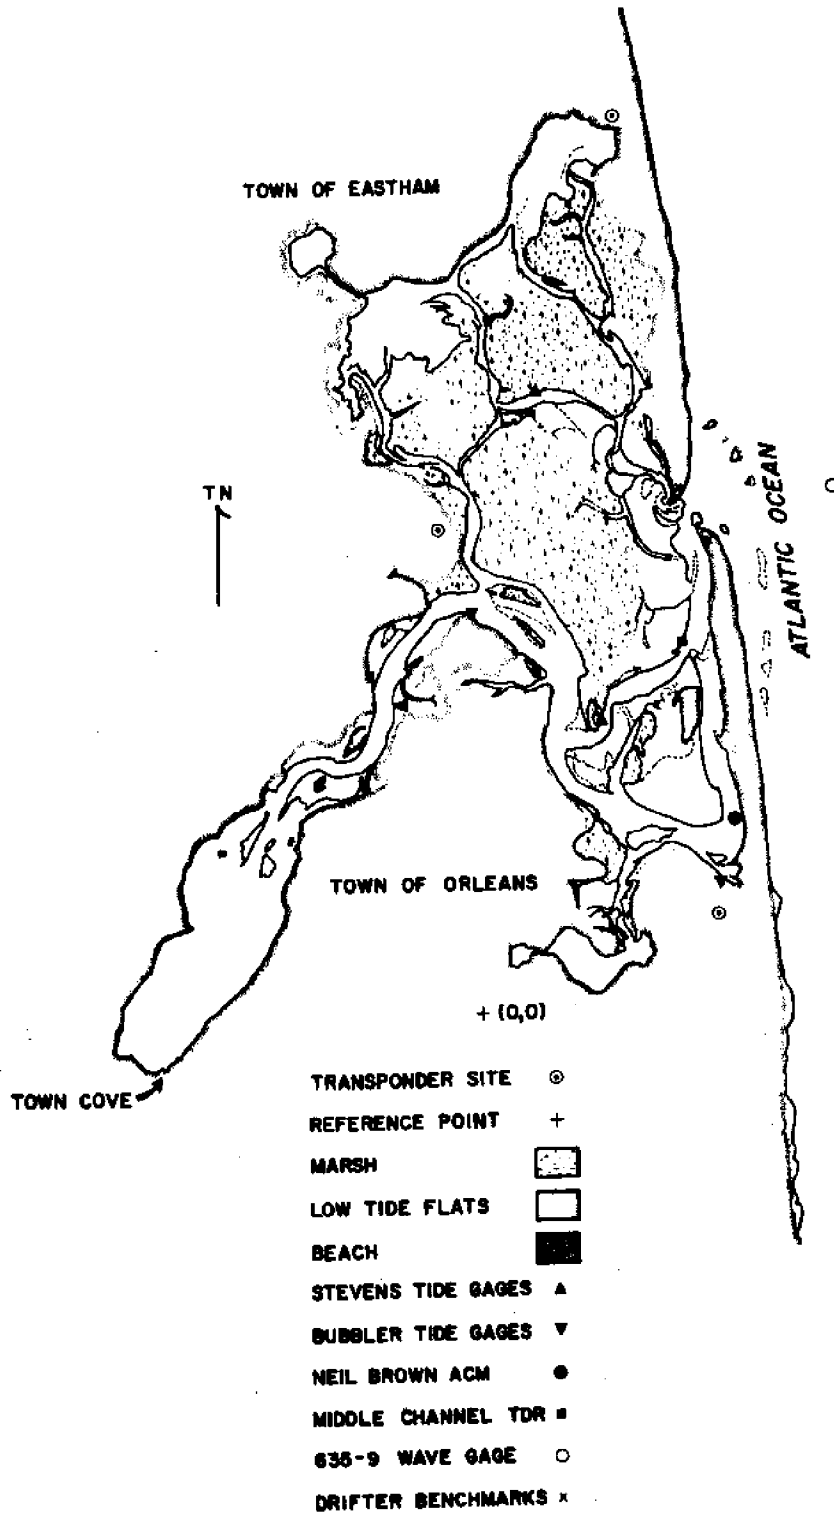 TOWN OF EASTHAM
TN
ATLANTIC OCEAN
TOWN OF ORLEANS
+ (0,0)
TOWN COVE
TRANSPONDER SITE
REFERENCE POINT +
MARSH
LOW TIDE FLATS
BEACH
STEVENS TIDE GAGES ▲
BUBBLER TIDE GAGES ▼
NEIL BROWN ACM ●
MIDDLE CHANNEL TDR ■
635-9 WAVE GAGE ○
DRIFTER BENCHMARKS x